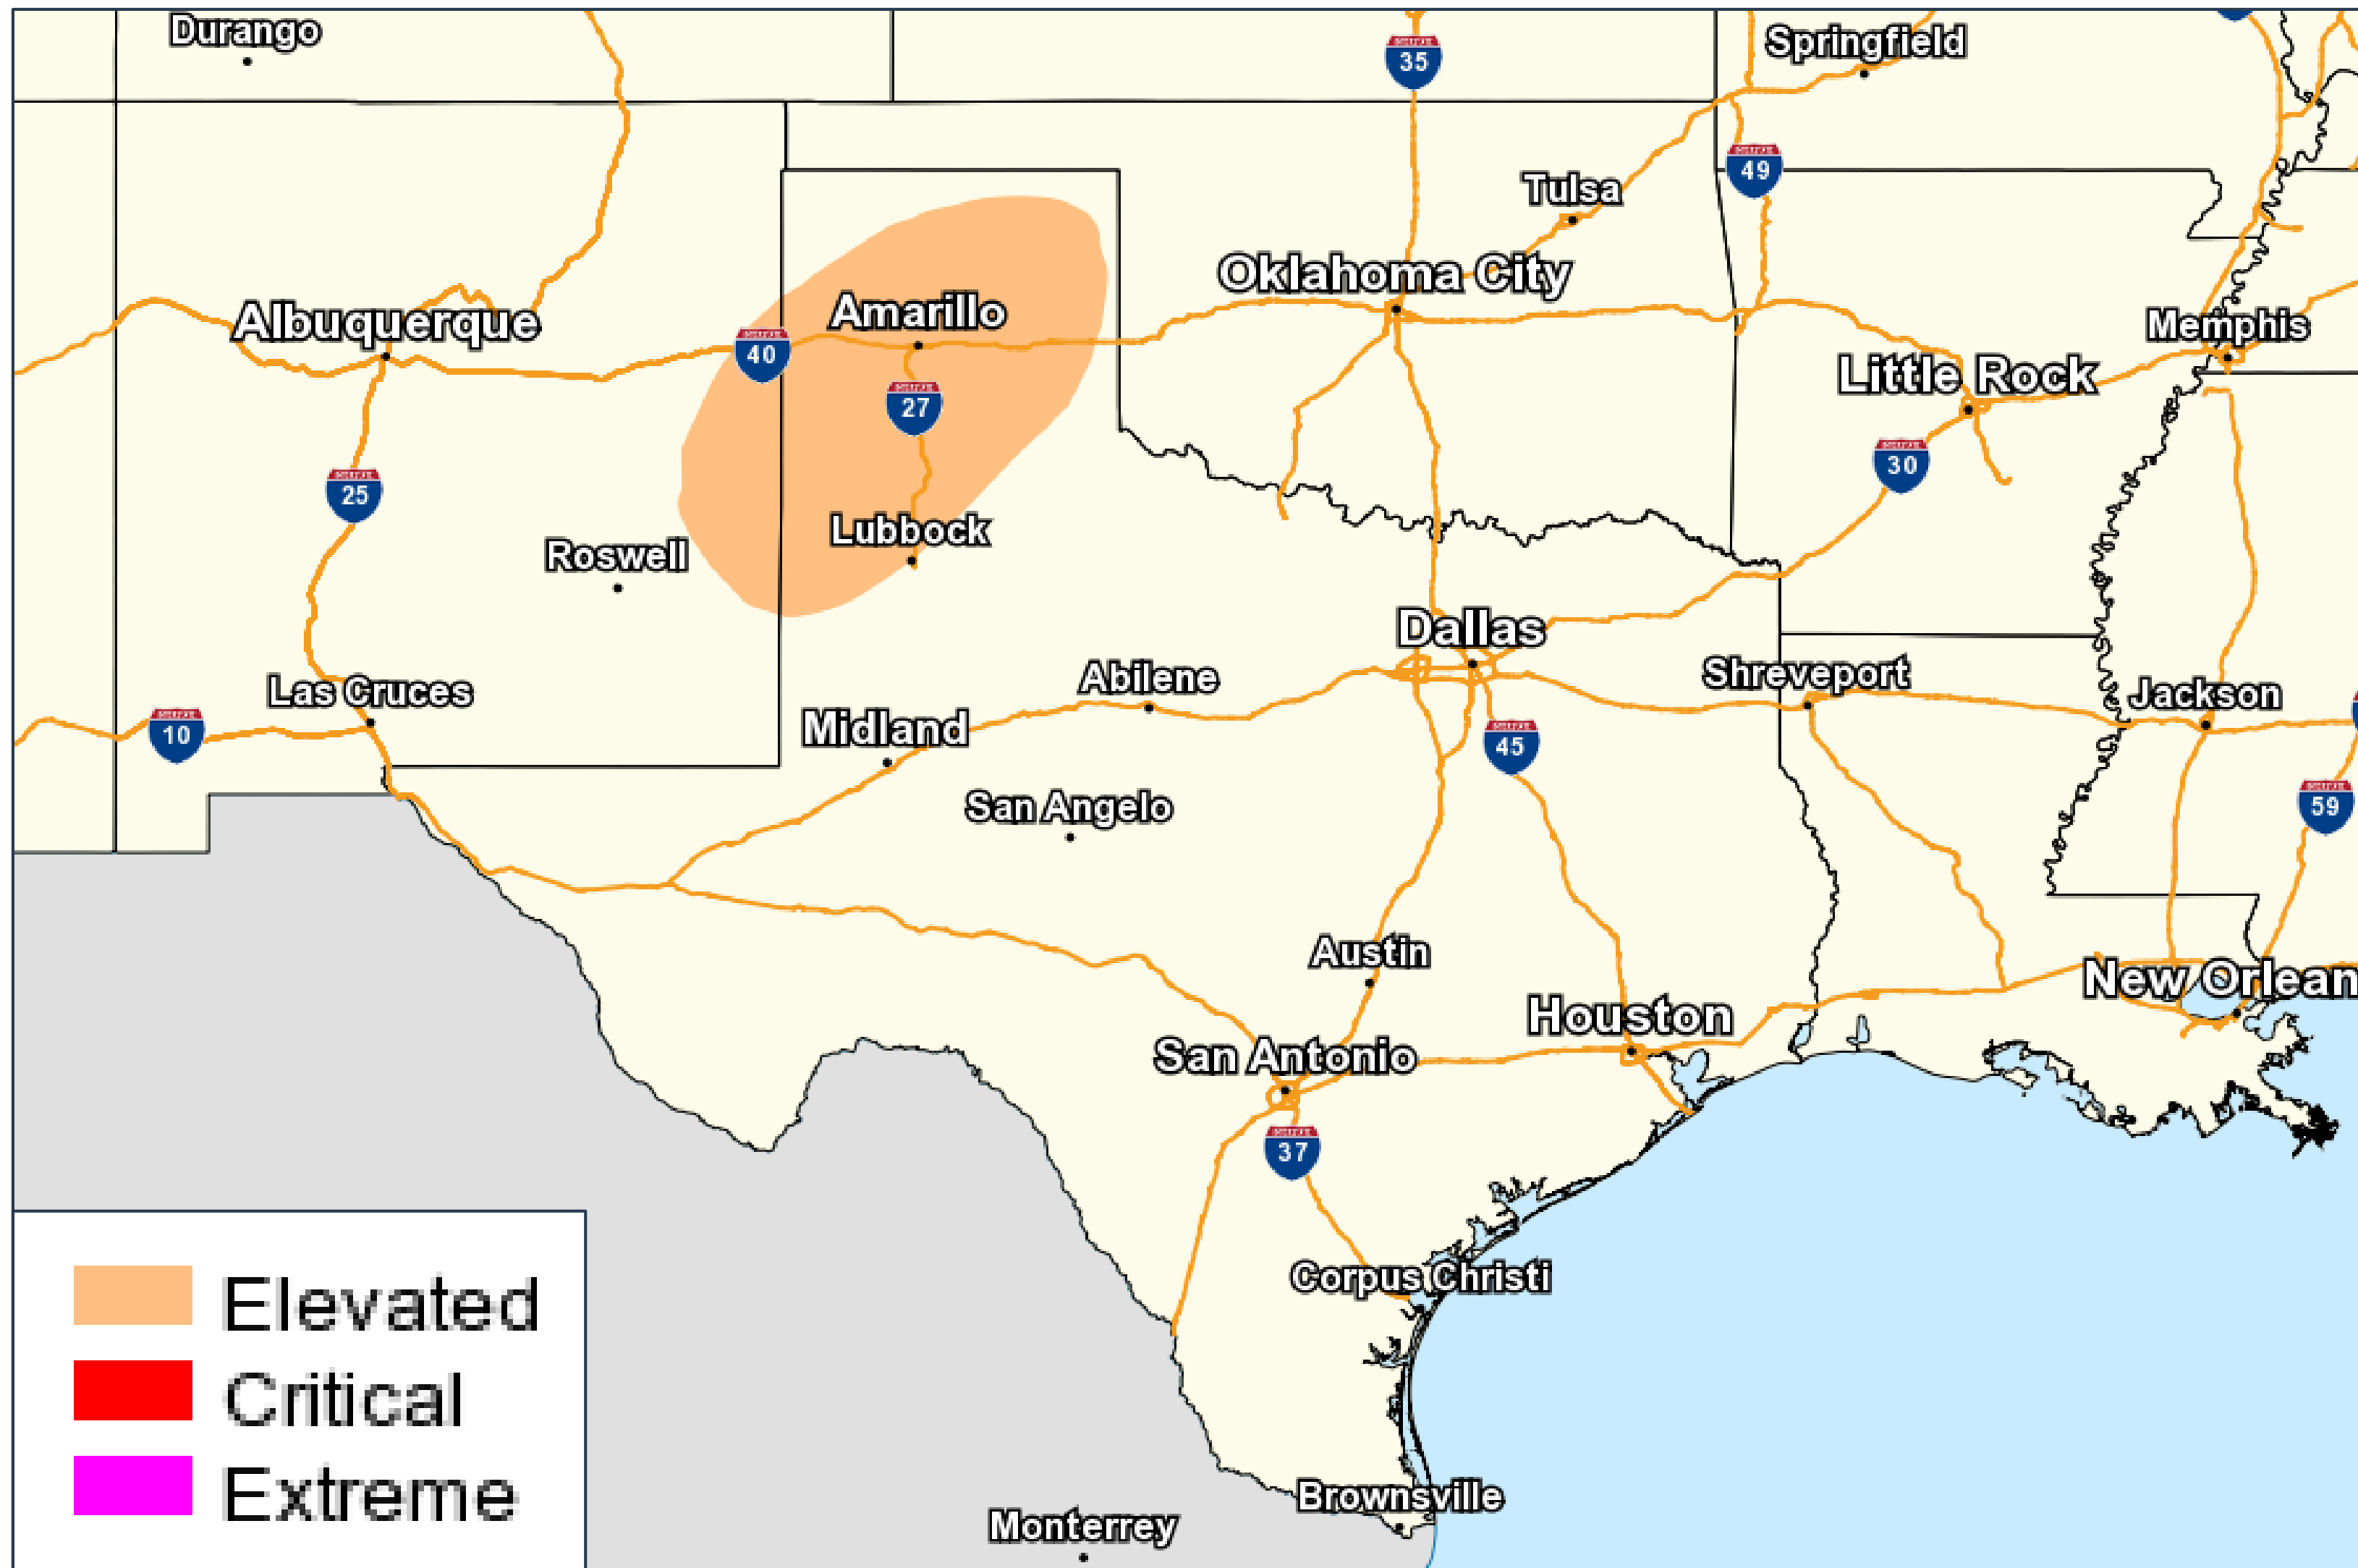 Durango
Springfield
35
49
Tulsa
Oklahoma City
Albuquerque
Amarillo
Memphis
40
Little Rock
27
30
25
Lubbock
Roswell
Dallas
Abilene
Shreveport
Las Cruces
Jackson
Midland
10
45
San Angelo
59
Austin
New Orlean
Houston
San Antonio
37
Corpus Christi
Elevated
Critical
Extreme
Brownsville
Monterrey